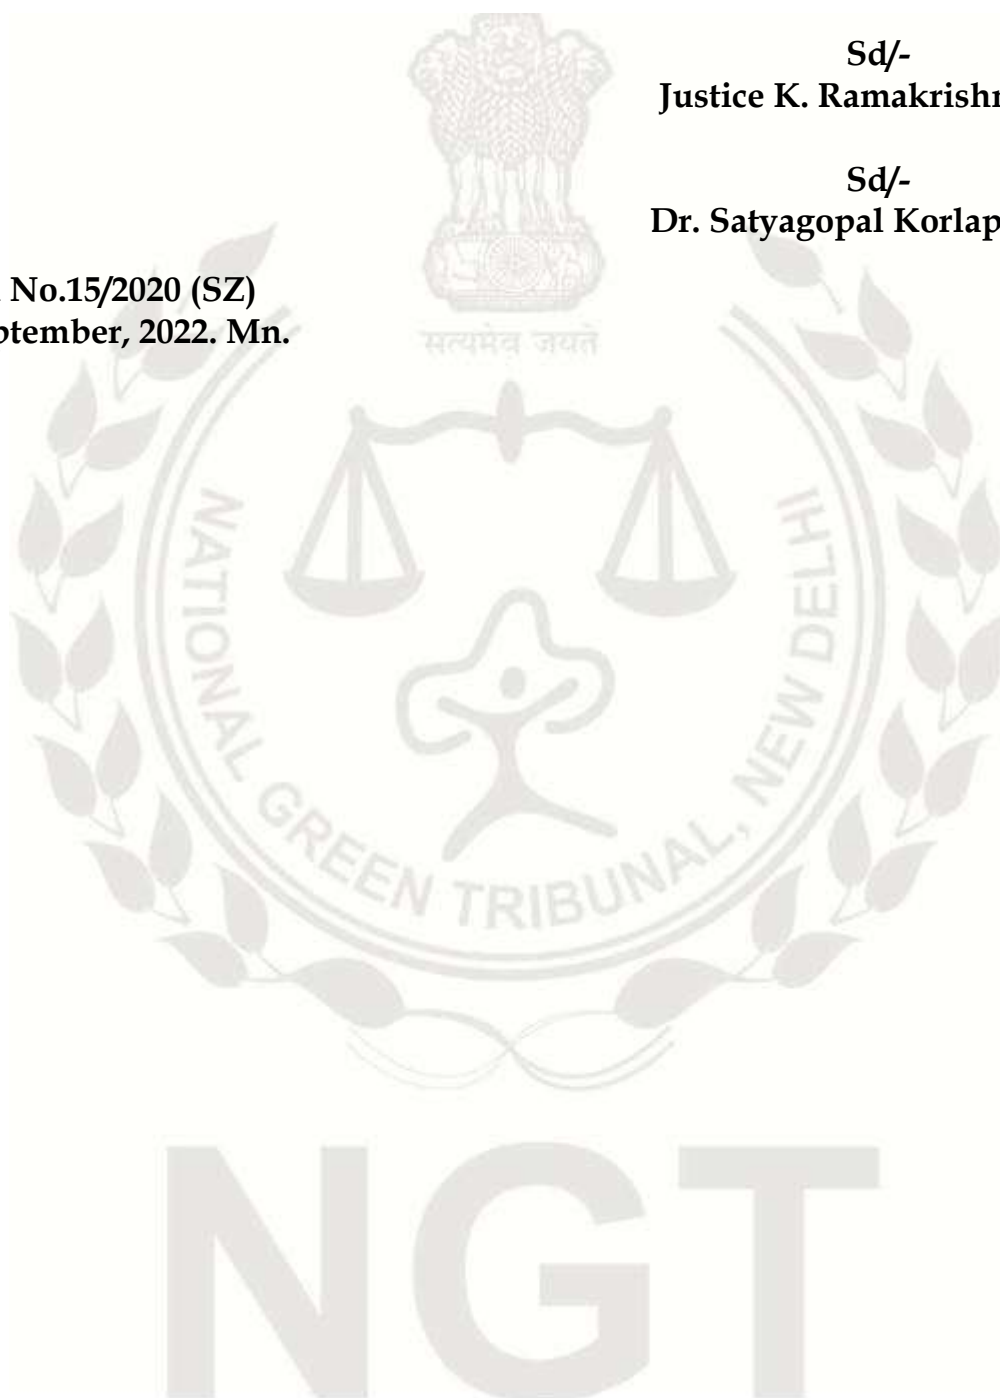 Sd/-
Justice K. Ramakrish
Sd/-
Dr. Satyagopal Korlap
No.15/2020 (SZ)
ptember, 2022. Mn.
सत्यमेव जयते
NATIONAL GREEN TRIBUNAL, NEW DELHI
NGT